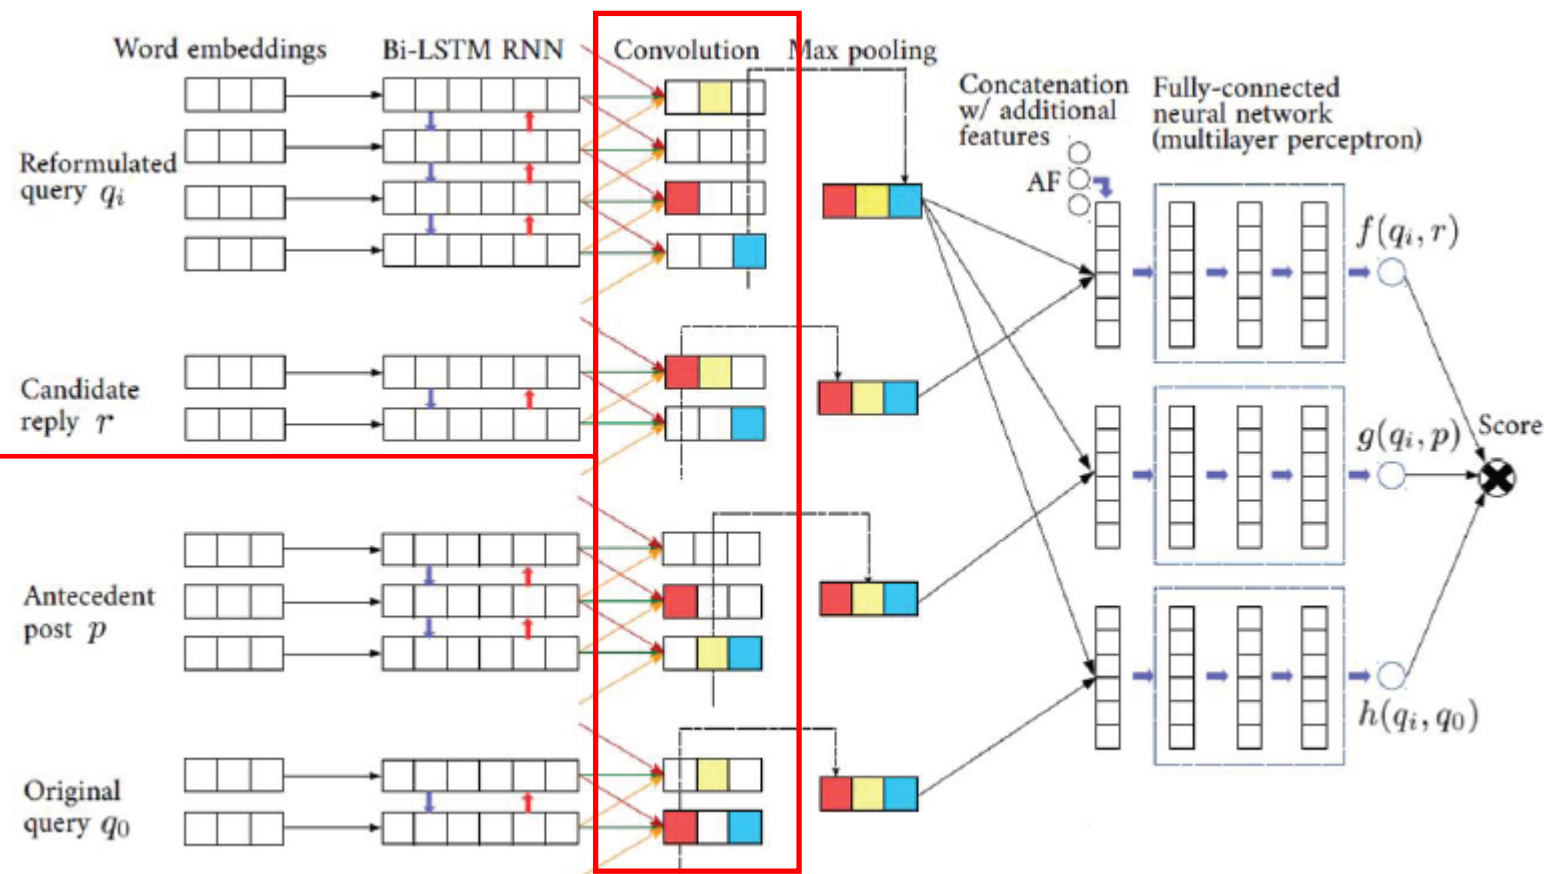 Word embeddings
Bi-LSTM RNN
Convolution
Max pooling
Concatenation
w/ additional
features
Fully-connected
neural network
(multilayer perceptron)
AF
Reformulated
query qᵢ
f(qᵢ, r)
Candidate
reply r
g(qᵢ, p)
Score
Antecedent
post p
h(qᵢ, q₀)
Original
query q₀